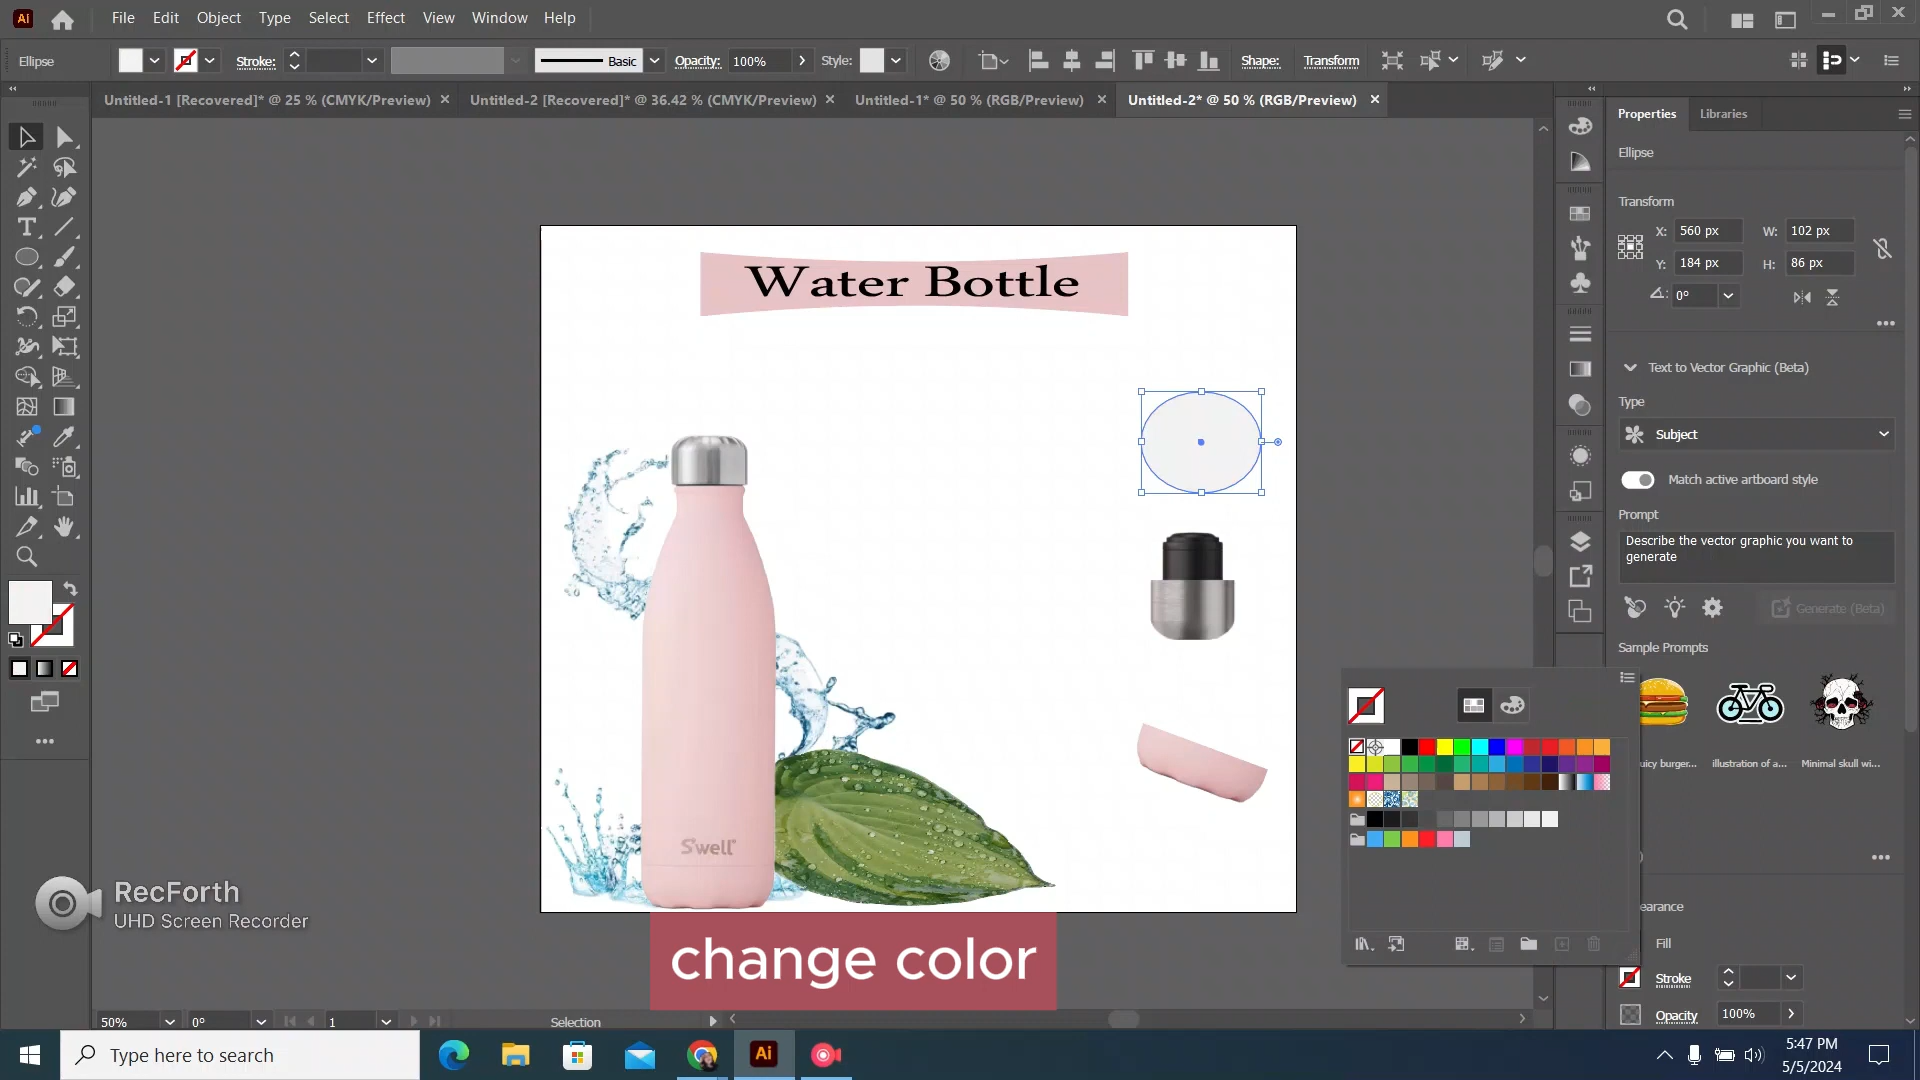 File Edit Object Type Select Effect View Window Help
Ellipse Stroke: Basic Opacity: 100% Style: Shape: Transform
Untitled-1 [Recovered]* @ 25 % (CMYK/Preview) × Untitled-2 [Recovered]* @ 36.42 % (CMYK/Preview) × Untitled-1* @ 50 % (RGB/Preview) × Untitled-2* @ 50 % (RGB/Preview) ×
Properties Libraries
Ellipse
Transform
X: 560 px W: 102 px
Y: 184 px H: 86 px
0°
Text to Vector Graphic (Beta)
Type
Subject
Match active artboard style
Prompt
Describe the vector graphic you want to
generate
Generate (Beta)
Sample Prompts
uicy burger... illustration of a... Minimal skull wi...
earance
Fill
Stroke
Opacity 100%
Water Bottle
S'well
RecForth
UHD Screen Recorder
change color
50% 0° 1 Selection
Type here to search
Ai
5:47 PM
5/5/2024